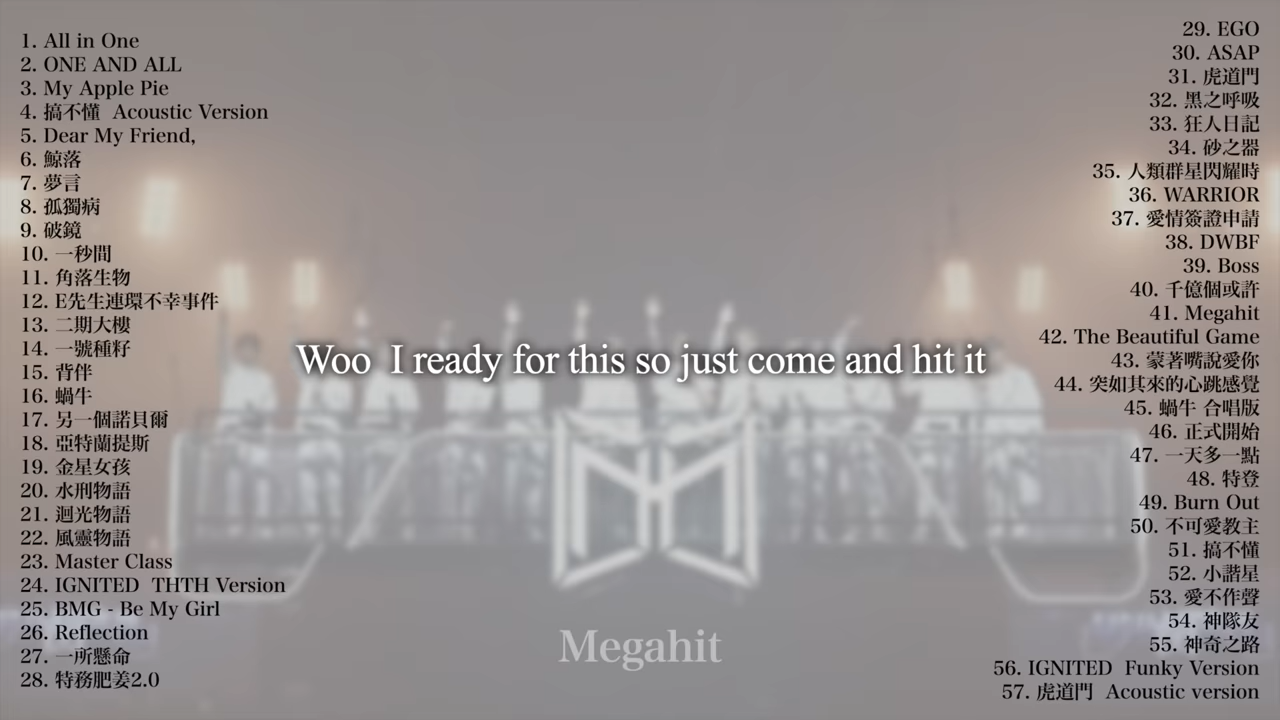 1. All in One
2. ONE AND ALL
3. My Apple Pie
4. 搞不懂  Acoustic Version
5. Dear My Friend,
6. 鯨落
7. 夢言
8. 孤獨病
9. 破鏡
10. 一秒間
11. 角落生物
12. E先生連環不幸事件
13. 二期大樓
14. 一號種籽
15. 背伴
16. 蝸牛
17. 另一個諾貝爾
18. 亞特蘭提斯
19. 金星女孩
20. 水刑物語
21. 迴光物語
22. 風靈物語
23. Master Class
24. IGNITED  THTH Version
25. BMG - Be My Girl
26. Reflection
27. 一所懸命
28. 特務肥姜2.0
Woo  I ready for this so just come and hit it
Megahit
29. EGO
30. ASAP
31. 虎道門
32. 黑之呼吸
33. 狂人日記
34. 砂之器
35. 人類群星閃耀時
36. WARRIOR
37. 愛情簽證申請
38. DWBF
39. Boss
40. 千億個或許
41. Megahit
42. The Beautiful Game
43. 蒙著嘴說愛你
44. 突如其來的心跳感覺
45. 蝸牛 合唱版
46. 正式開始
47. 一天多一點
48. 特登
49. Burn Out
50. 不可愛教主
51. 搞不懂
52. 小諧星
53. 愛不作聲
54. 神隊友
55. 神奇之路
56. IGNITED  Funky Version
57. 虎道門  Acoustic version